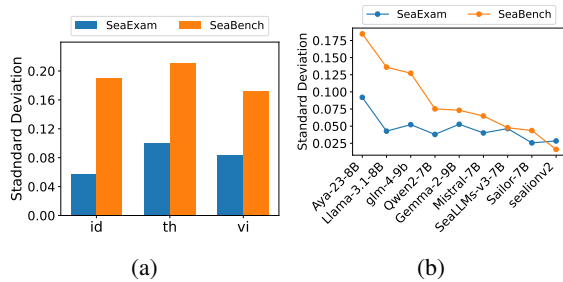 SeaExam SeaBench
Stadndard Deviation
0.20
0.16
0.12
0.08
0.04
0.00
id th vi
(a)
SeaExam SeaBench
Standard Deviation
0.175
0.150
0.125
0.100
0.075
0.050
0.025
Aya-23-8B
Llama-3.1-8B
glm-4-9b
Qwen2-7B
Gemma-2-9B
Mistral-7B
SeaLLMs-v3-7B
Sailor-7B
sealionv2
(b)